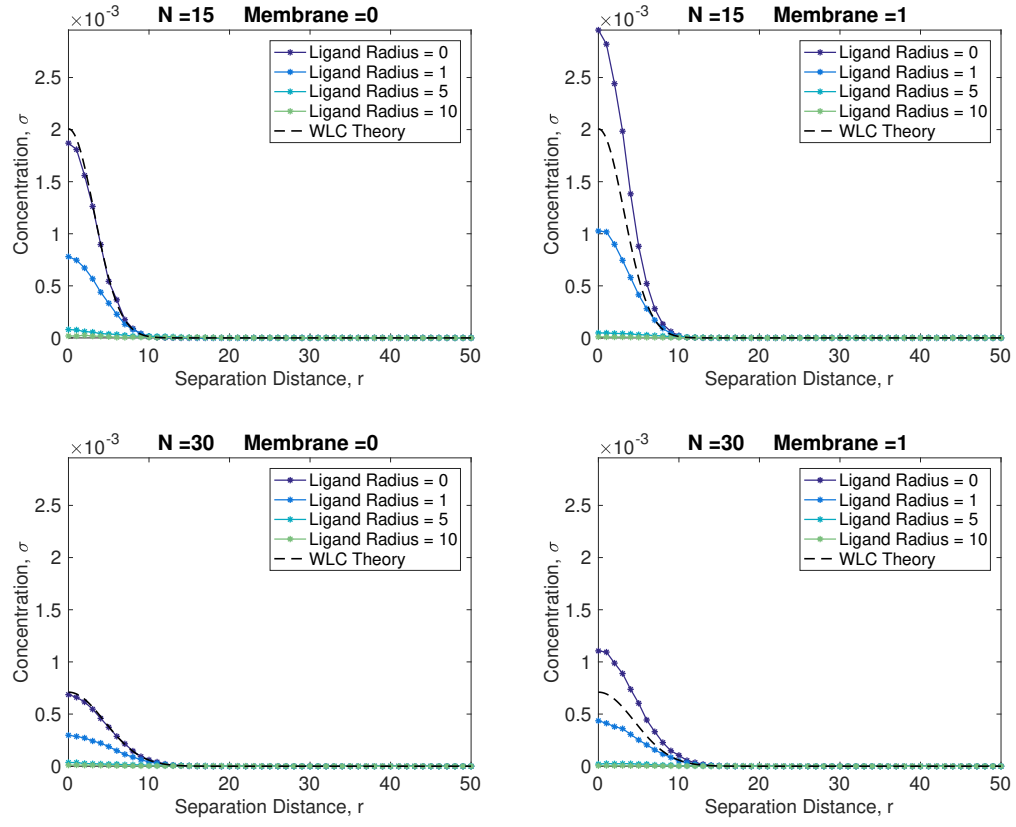 N =15 Membrane =0
×10⁻³
Concentration, σ
2.5
2
1.5
1
0.5
0
0 10 20 30 40 50
Separation Distance, r
Ligand Radius = 0
Ligand Radius = 1
Ligand Radius = 5
Ligand Radius = 10
WLC Theory
N =15 Membrane =1
×10⁻³
Concentration, σ
2.5
2
1.5
1
0.5
0
0 10 20 30 40 50
Separation Distance, r
Ligand Radius = 0
Ligand Radius = 1
Ligand Radius = 5
Ligand Radius = 10
WLC Theory
N =30 Membrane =0
×10⁻³
Concentration, σ
2.5
2
1.5
1
0.5
0
0 10 20 30 40 50
Separation Distance, r
Ligand Radius = 0
Ligand Radius = 1
Ligand Radius = 5
Ligand Radius = 10
WLC Theory
N =30 Membrane =1
×10⁻³
Concentration, σ
2.5
2
1.5
1
0.5
0
0 10 20 30 40 50
Separation Distance, r
Ligand Radius = 0
Ligand Radius = 1
Ligand Radius = 5
Ligand Radius = 10
WLC Theory